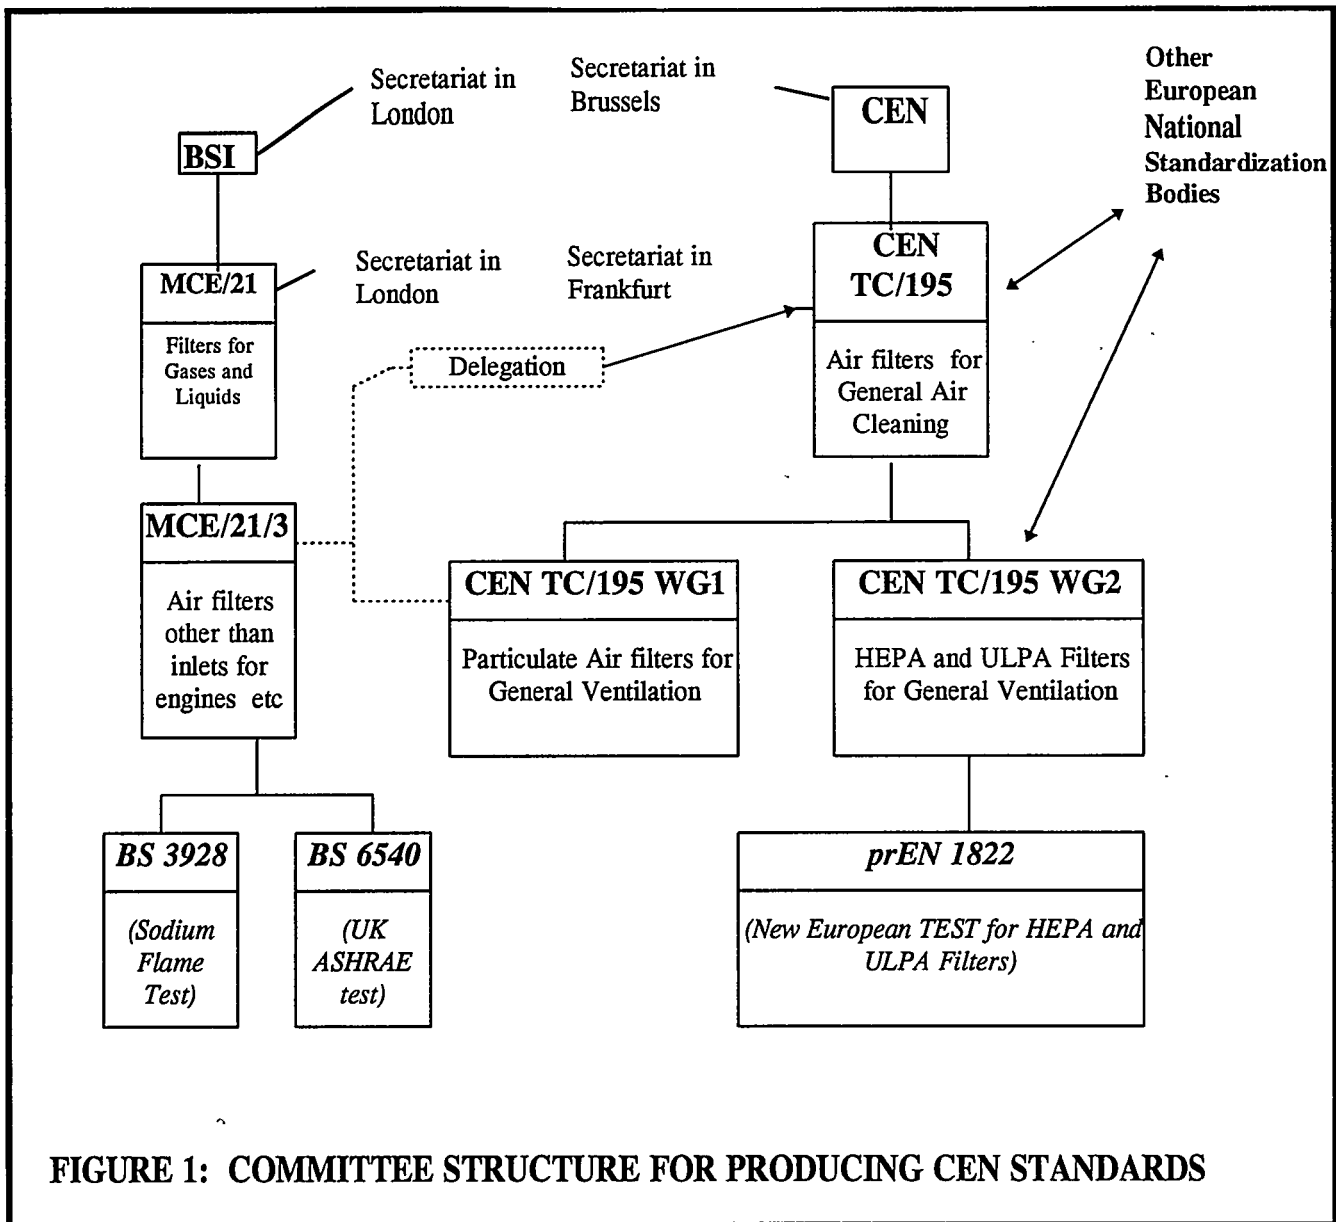 Secretariat in
London
Secretariat in
Brussels
Other
European
National
Standardization
Bodies
BSI
CEN
MCE/21
Filters for
Gases and
Liquids
Secretariat in
London
Secretariat in
Frankfurt
CEN
TC/195
Air filters for
General Air
Cleaning
Delegation
MCE/21/3
Air filters
other than
inlets for
engines etc
CEN TC/195 WG1
Particulate Air filters for
General Ventilation
CEN TC/195 WG2
HEPA and ULPA Filters
for General Ventilation
BS 3928
(Sodium
Flame
Test)
BS 6540
(UK
ASHRAE
test)
prEN 1822
(New European TEST for HEPA and
ULPA Filters)
FIGURE 1: COMMITTEE STRUCTURE FOR PRODUCING CEN STANDARDS